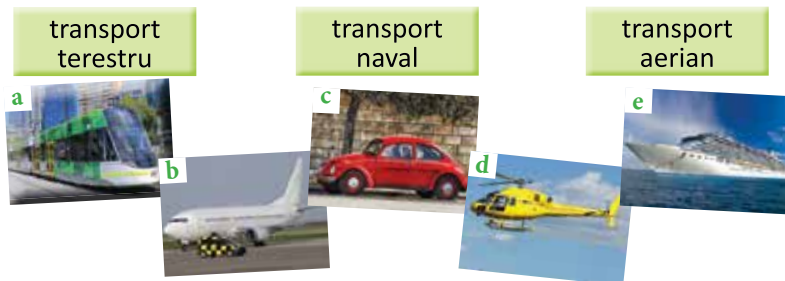 transport
terestru
transport
naval
transport
aerian
a
b
c
d
e